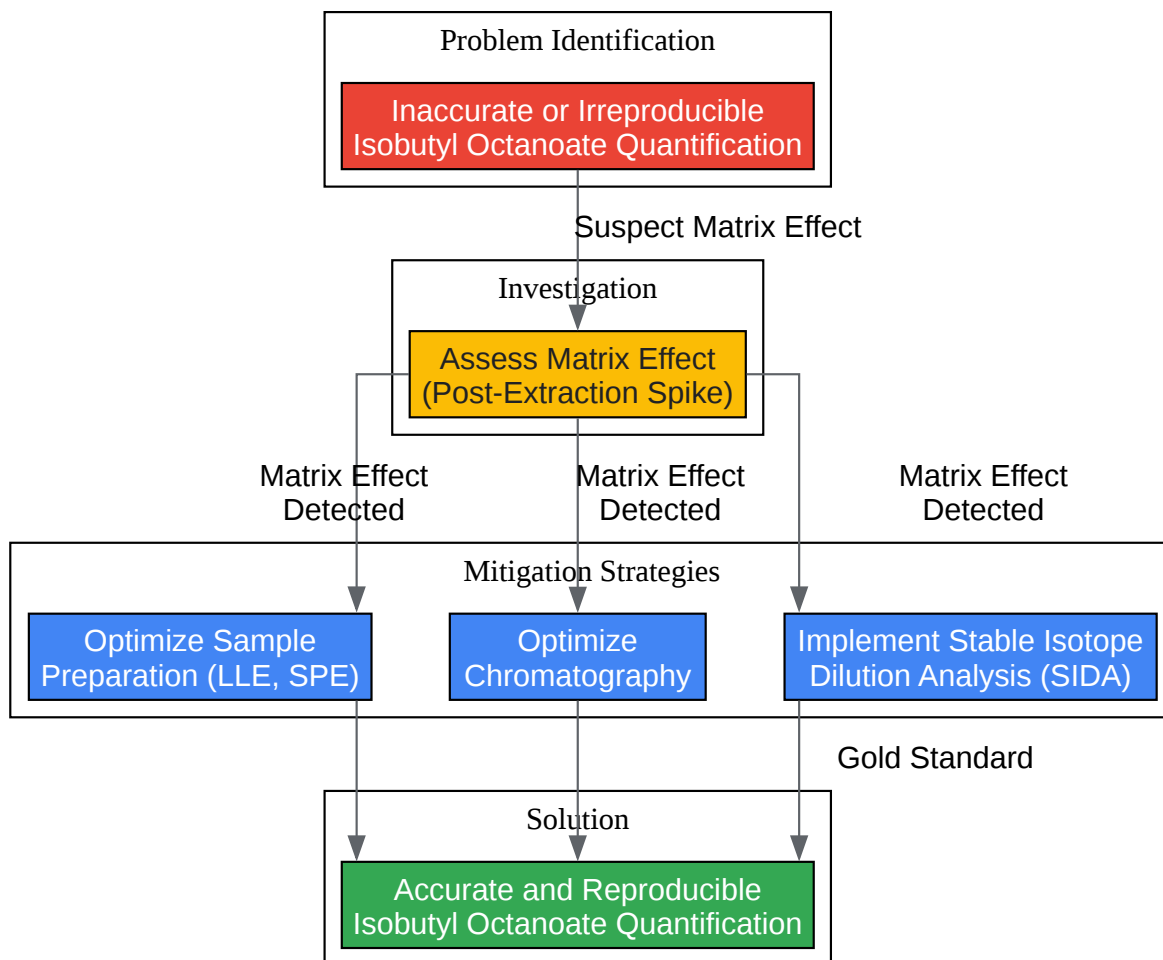 Problem Identification
Inaccurate or Irreproducible
Isobutyl Octanoate Quantification
Suspect Matrix Effect
Investigation
Assess Matrix Effect
(Post-Extraction Spike)
Matrix Effect
Detected
Matrix Effect
Detected
Matrix Effect
Detected
Mitigation Strategies
Optimize Sample
Preparation (LLE, SPE)
Optimize
Chromatography
Implement Stable Isotope
Dilution Analysis (SIDA)
Gold Standard
Solution
Accurate and Reproducible
Isobutyl Octanoate Quantification